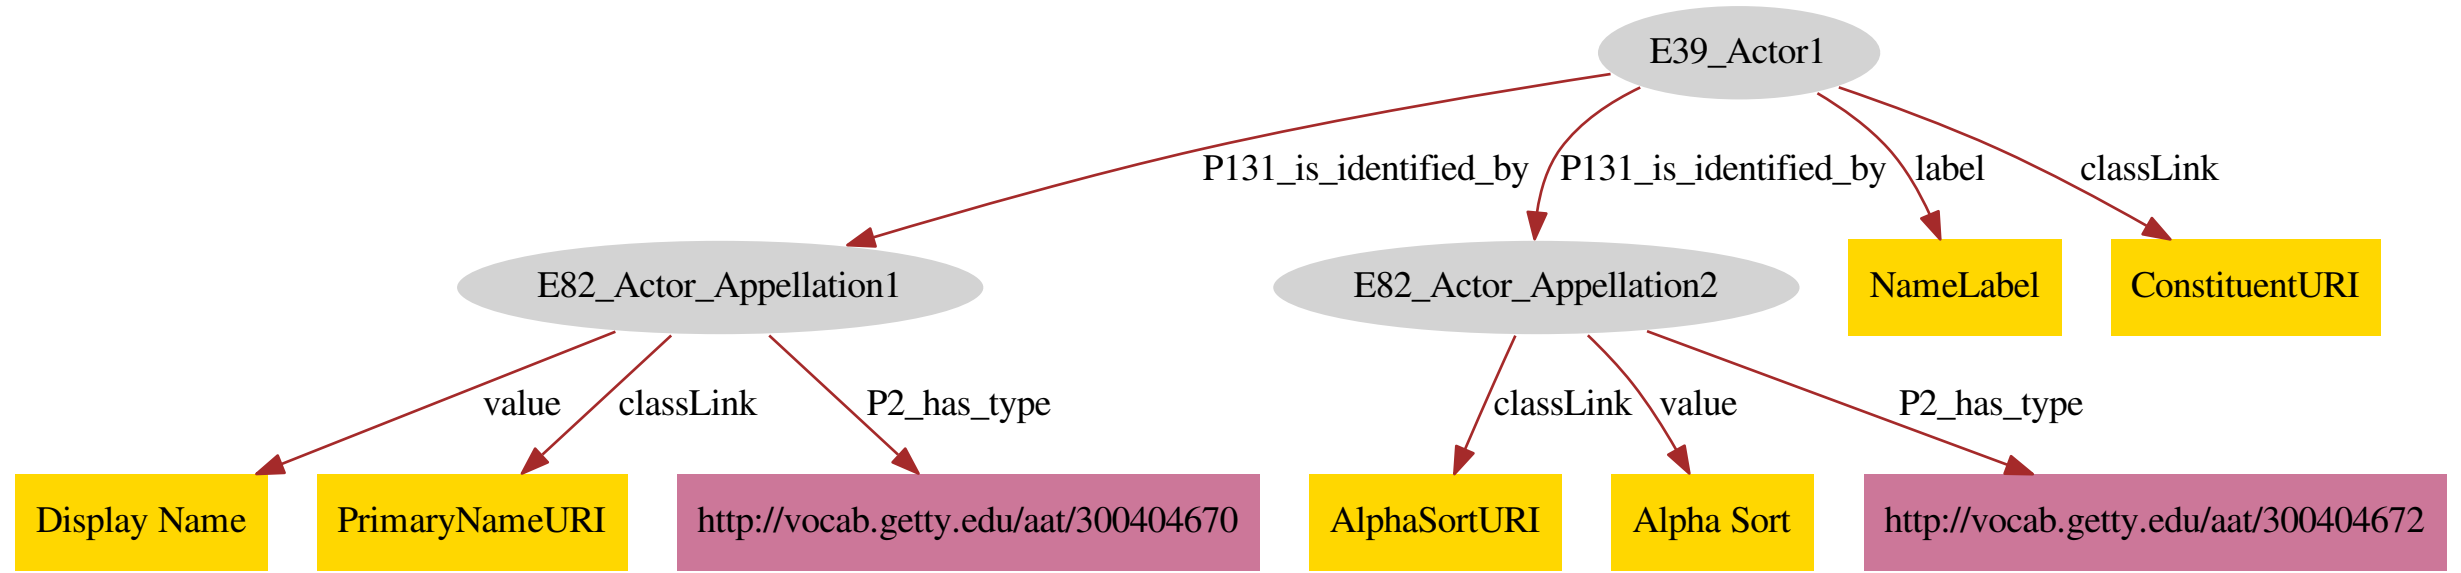 E39_Actor1
P131_is_identified_by
P131_is_identified_by
label
classLink
E82_Actor_Appellation1
E82_Actor_Appellation2
NameLabel
ConstituentURI
value
classLink
P2_has_type
classLink
value
P2_has_type
Display Name
PrimaryNameURI
http://vocab.getty.edu/aat/300404670
AlphaSortURI
Alpha Sort
http://vocab.getty.edu/aat/300404672